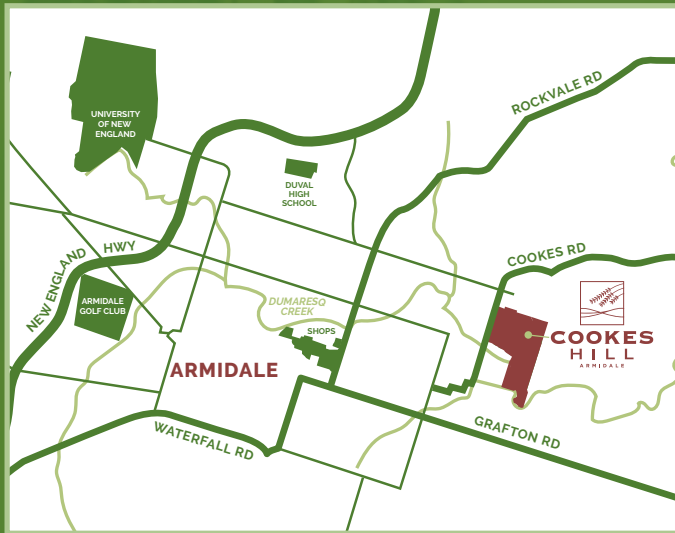 ROCKVALE RD
UNIVERSITY
OF NEW
ENGLAND
DUVAL
HIGH
SCHOOL
NEW ENGLAND HWY
COOKES RD
ARMIDALE
GOLF CLUB
DUMARESQ
CREEK
SHOPS
COOKES
HILL
ARMIDALE
ARMIDALE
WATERFALL RD
GRAFTON RD